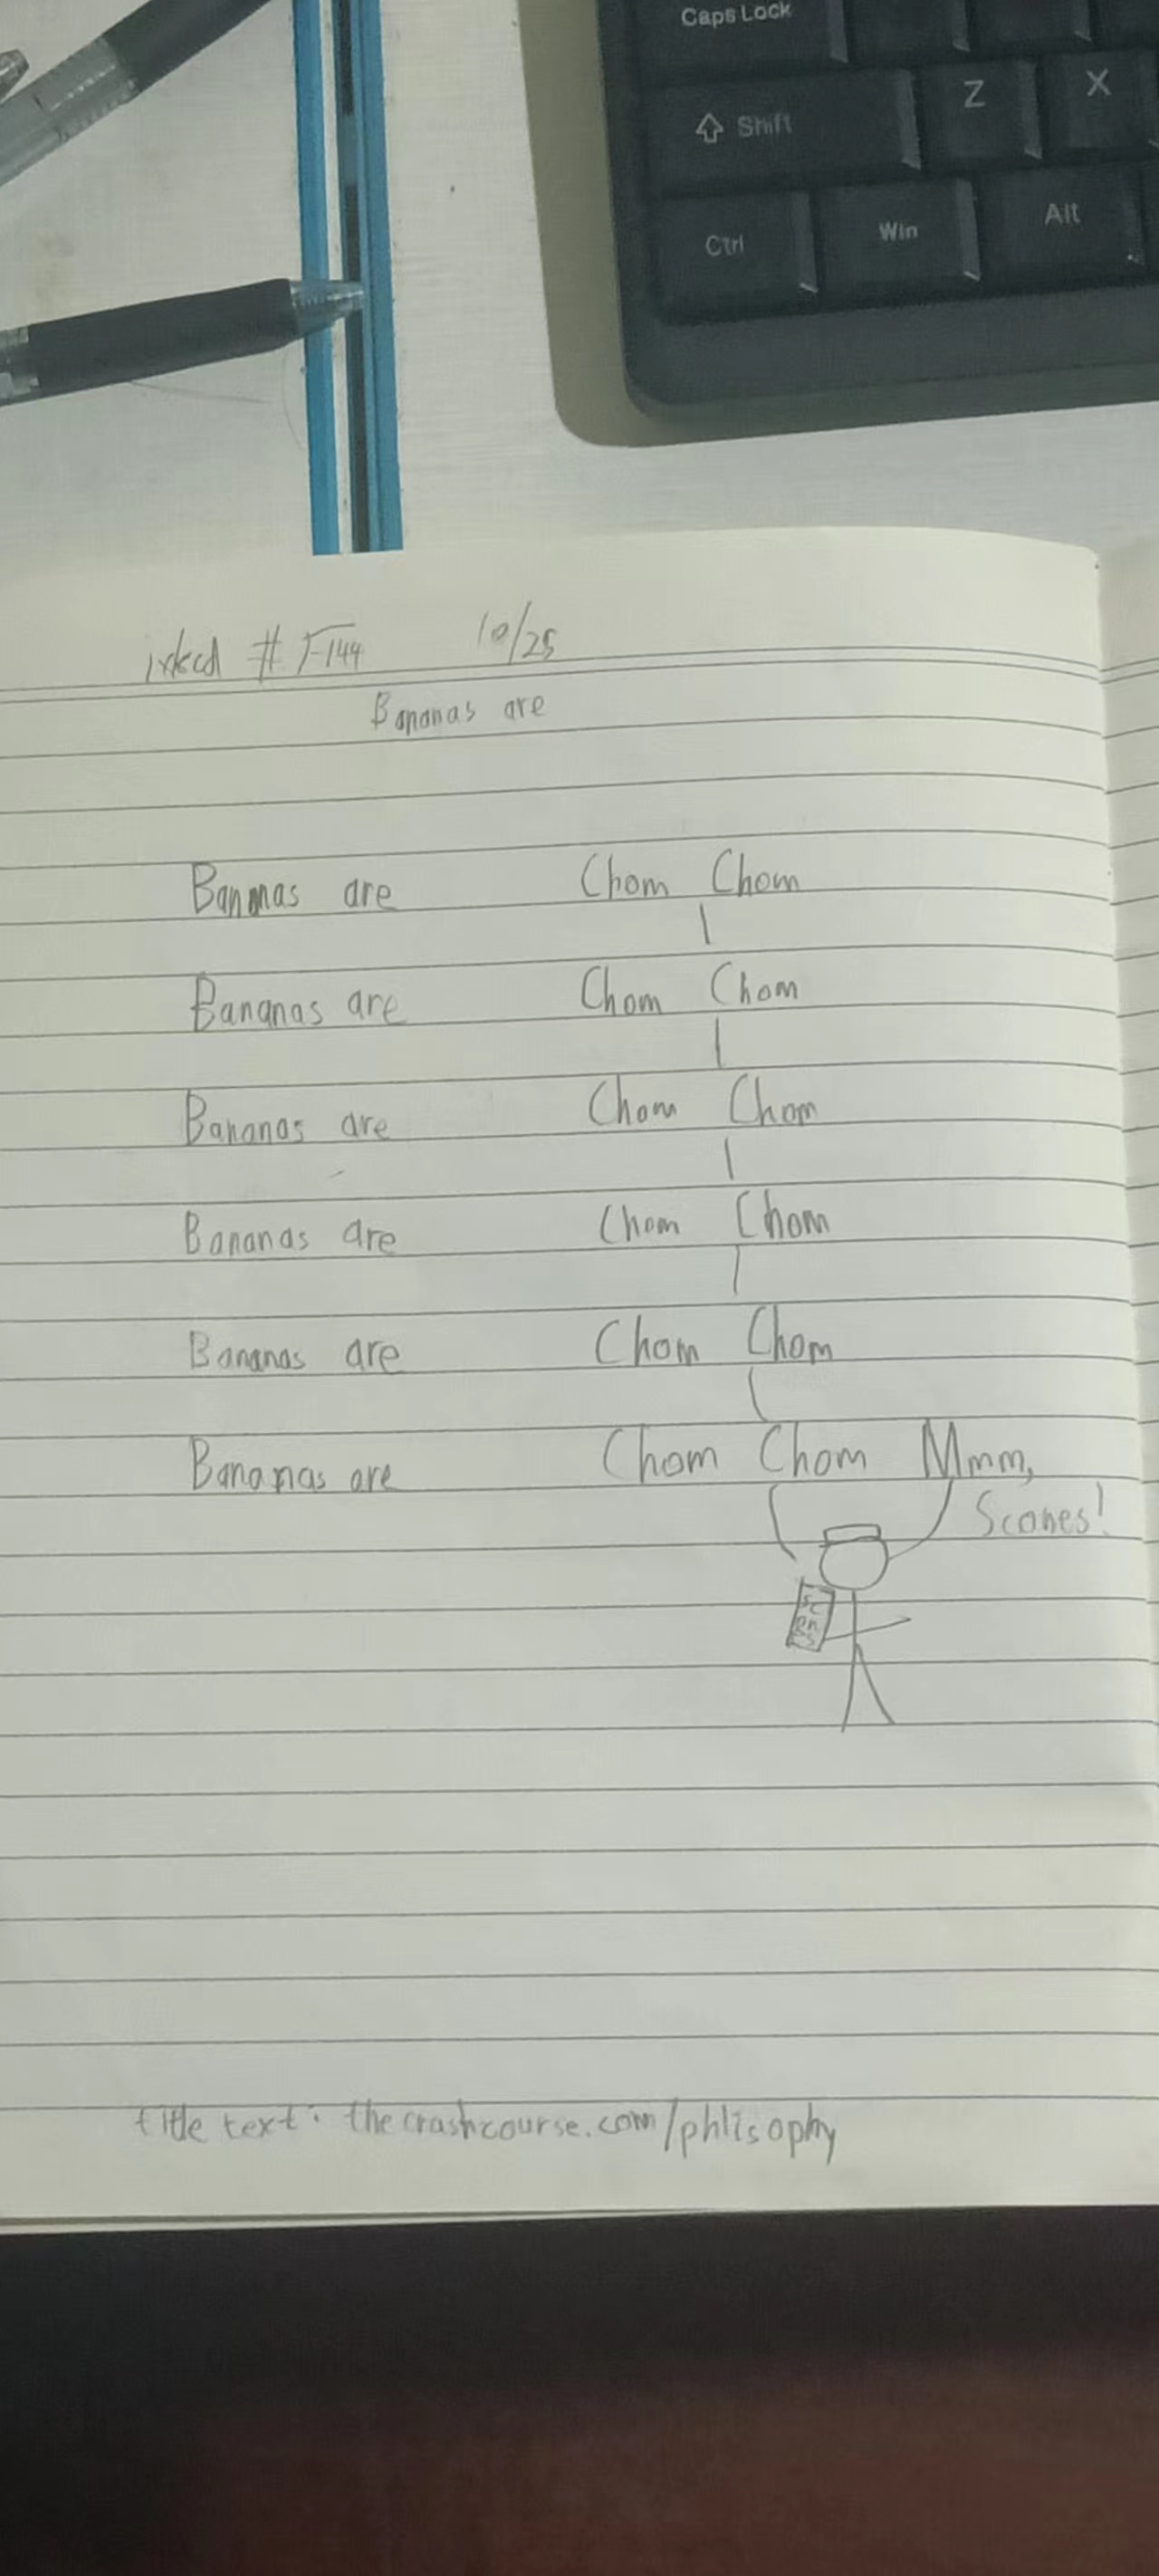 Caps Lock
Shift Z X
Ctrl Win Alt
ixkcd # √-144 10/25
Bananas are
Bananas are Chom Chom
Bananas are Chom Chom
Bananas are Chom Chom
Bananas are Chom Chom
Bananas are Chom Chom
Bananas are Chom Chom Mmm,
Scones!
SC
on
es
title text: thecrashcourse.com/phlisophy